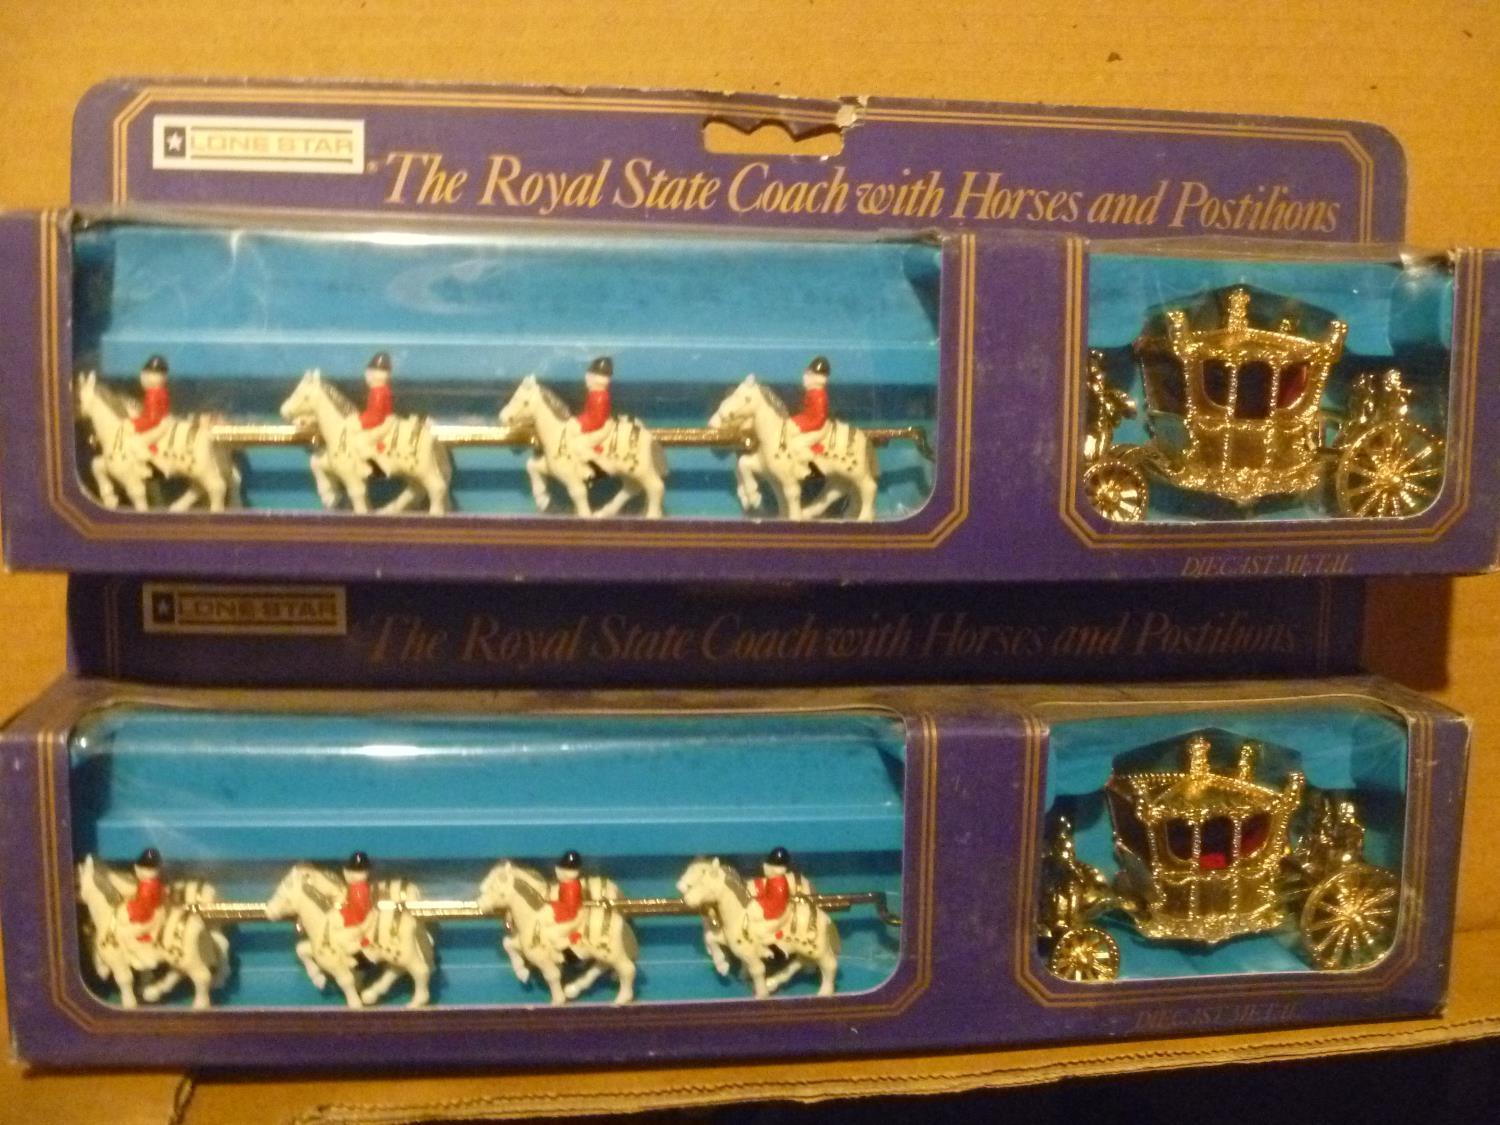 LONE STAR
The Royal State Coach with Horses and Postilions
DIECAST METAL
LONE STAR
The Royal State Coach with Horses and Postilions
DIECAST METAL